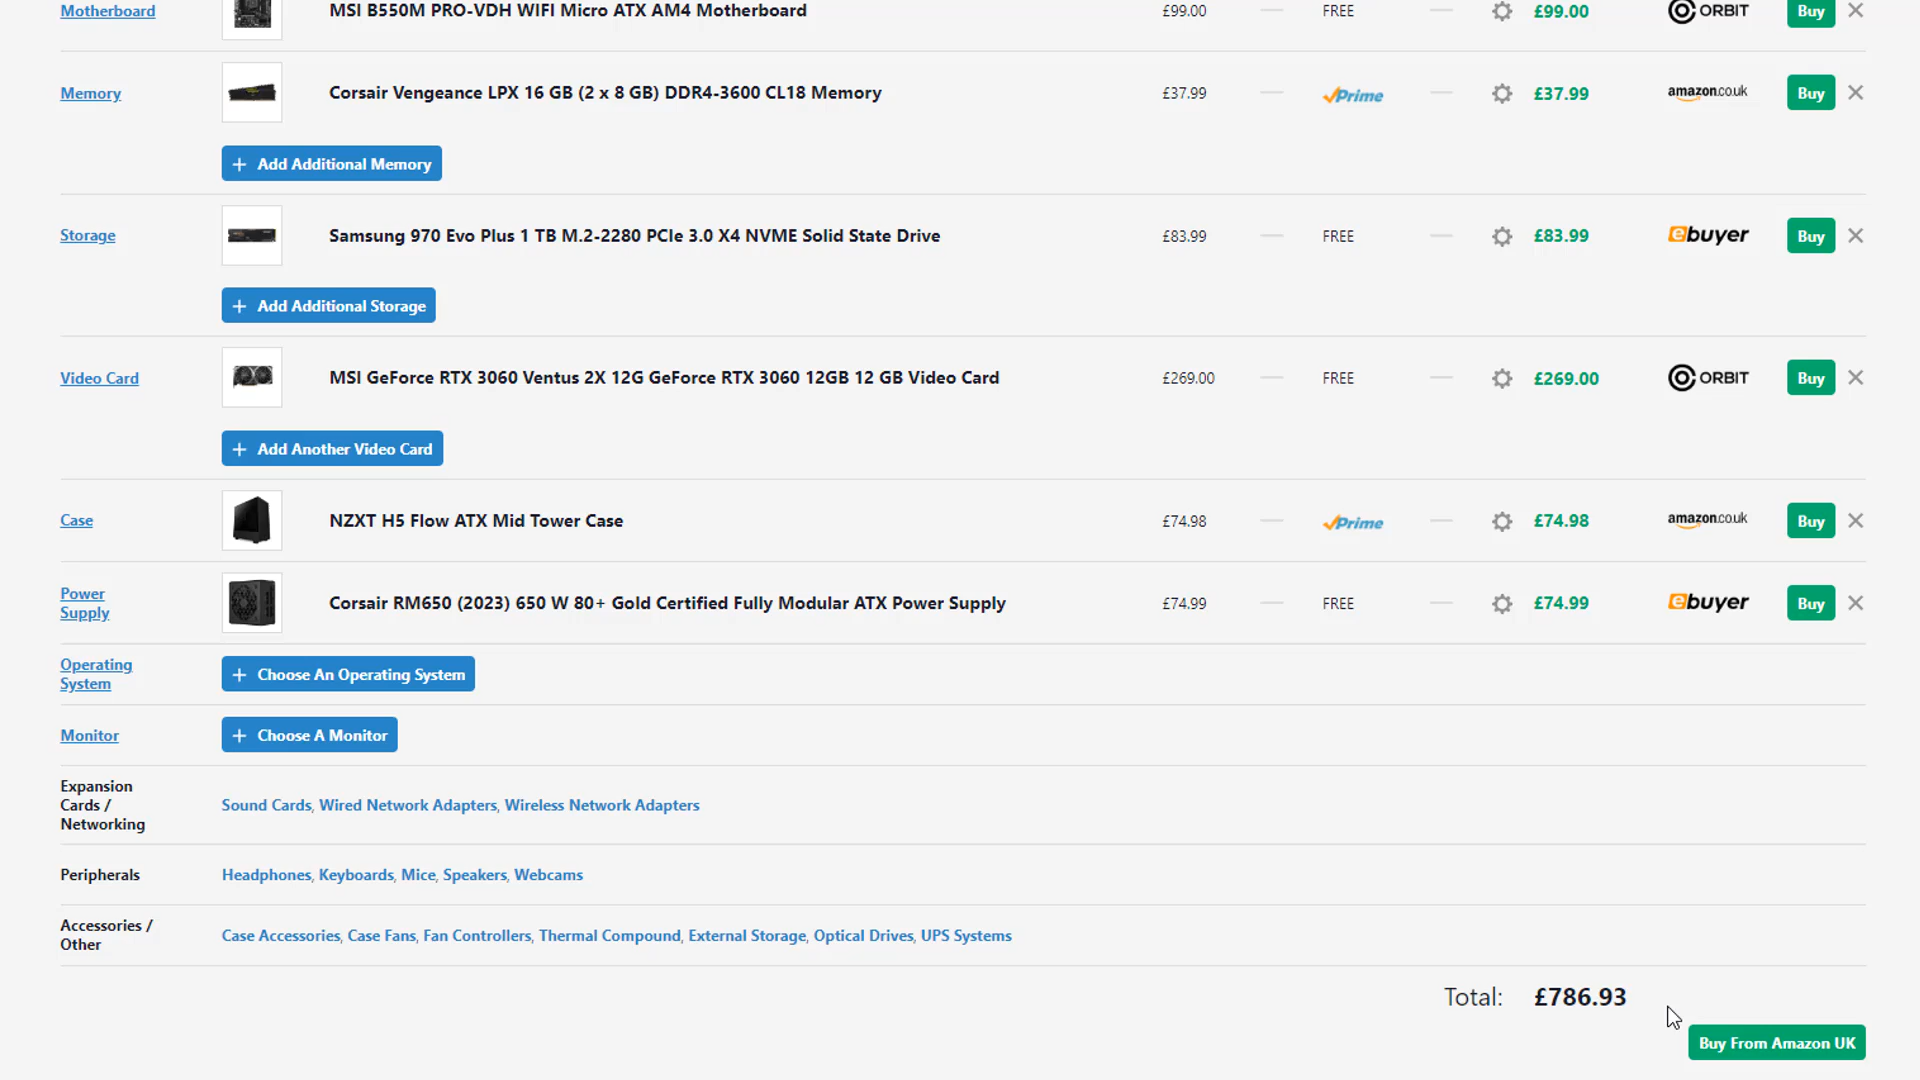 Motherboard MSI B550M PRO-VDH WIFI Micro ATX AM4 Motherboard £99.00 — FREE — £99.00 ORBIT Buy
Memory Corsair Vengeance LPX 16 GB (2 x 8 GB) DDR4-3600 CL18 Memory £37.99 — Prime — £37.99 amazon.co.uk Buy
+ Add Additional Memory
Storage Samsung 970 Evo Plus 1 TB M.2-2280 PCIe 3.0 X4 NVME Solid State Drive £83.99 — FREE — £83.99 ebuyer Buy
+ Add Additional Storage
Video Card MSI GeForce RTX 3060 Ventus 2X 12G GeForce RTX 3060 12GB 12 GB Video Card £269.00 — FREE — £269.00 ORBIT Buy
+ Add Another Video Card
Case NZXT H5 Flow ATX Mid Tower Case £74.98 — Prime — £74.98 amazon.co.uk Buy
Power
Supply
Corsair RM650 (2023) 650 W 80+ Gold Certified Fully Modular ATX Power Supply £74.99 — FREE — £74.99 ebuyer Buy
Operating
System
+ Choose An Operating System
Monitor + Choose A Monitor
Expansion
Cards /
Networking
Sound Cards, Wired Network Adapters, Wireless Network Adapters
Peripherals Headphones, Keyboards, Mice, Speakers, Webcams
Accessories /
Other
Case Accessories, Case Fans, Fan Controllers, Thermal Compound, External Storage, Optical Drives, UPS Systems
Total: £786.93
Buy From Amazon UK